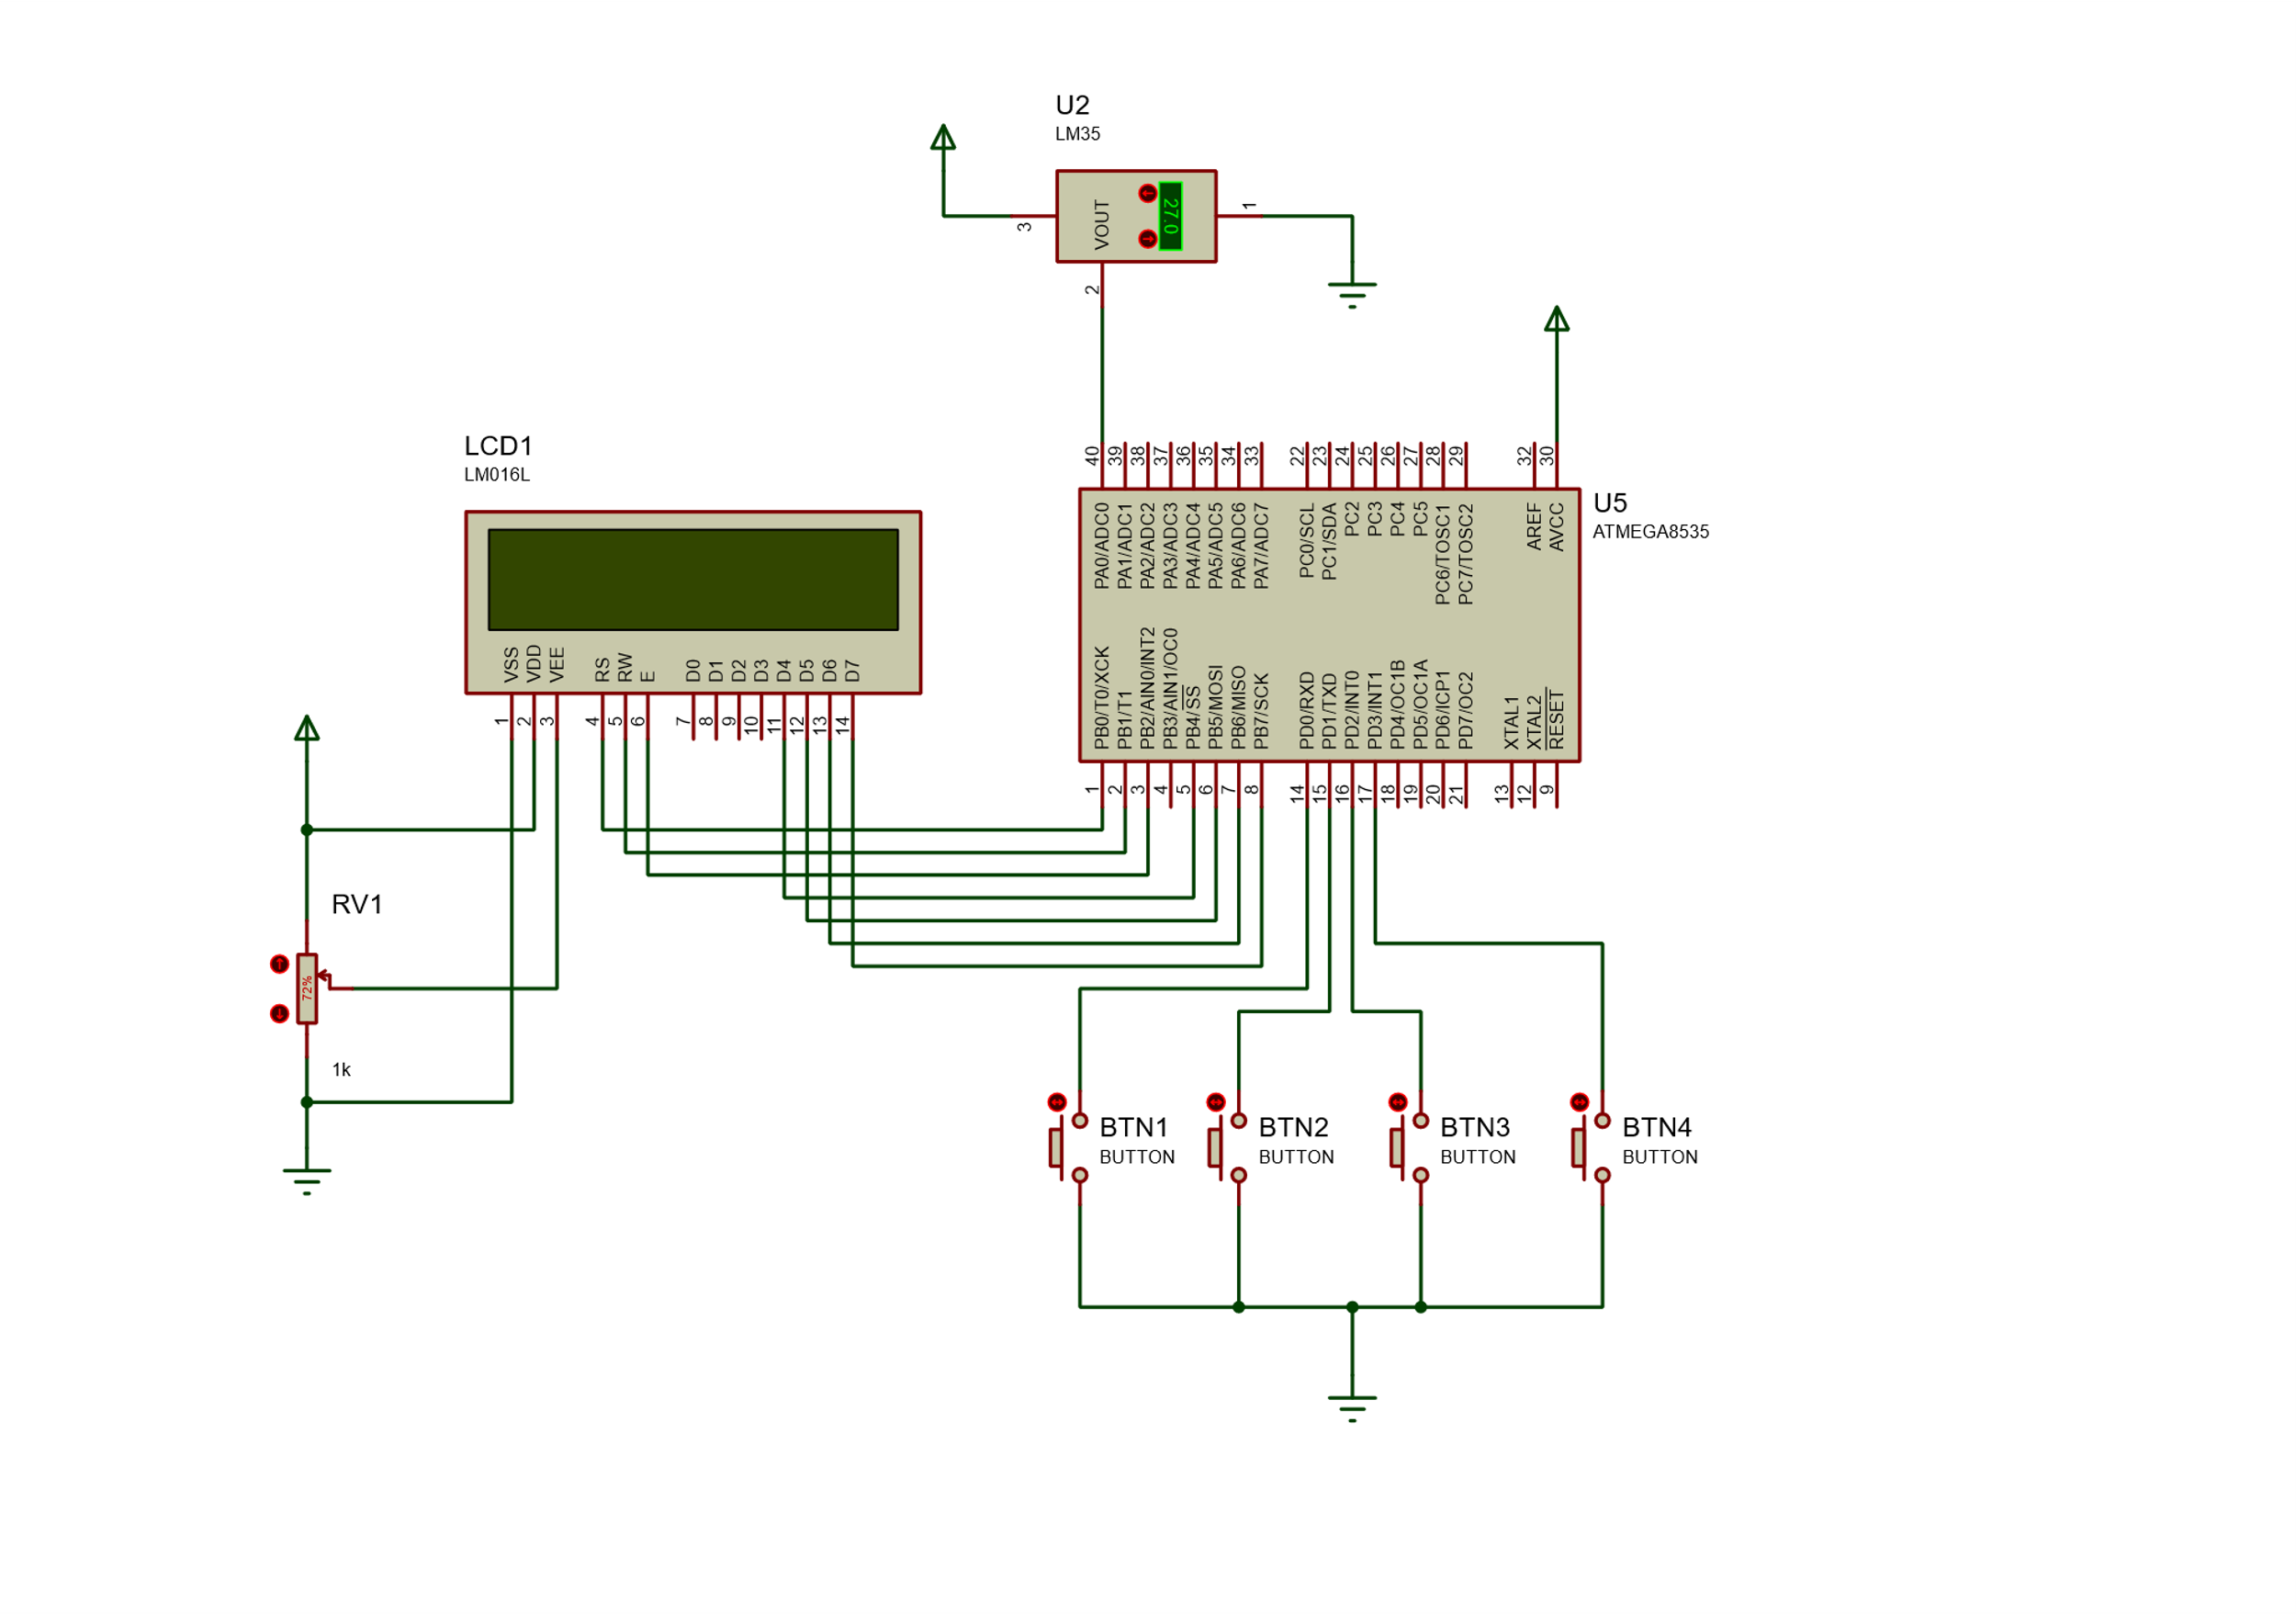 U2
LM35
27.0
VOUT
3
1
2
LCD1
LM016L
VSS
VDD
VEE
RS
RW
E
D0
D1
D2
D3
D4
D5
D6
D7
1
2
3
4
5
6
7
8
9
10
11
12
13
14
40
39
38
37
36
35
34
33
22
23
24
25
26
27
28
29
32
30
U5
ATMEGA8535
PA0/ADC0
PA1/ADC1
PA2/ADC2
PA3/ADC3
PA4/ADC4
PA5/ADC5
PA6/ADC6
PA7/ADC7
PC0/SCL
PC1/SDA
PC2
PC3
PC4
PC5
PC6/TOSC1
PC7/TOSC2
AREF
AVCC
PB0/T0/XCK
PB1/T1
PB2/AIN0/INT2
PB3/AIN1/OC0
PB4/SS
PB5/MOSI
PB6/MISO
PB7/SCK
PD0/RXD
PD1/TXD
PD2/INT0
PD3/INT1
PD4/OC1B
PD5/OC1A
PD6/ICP1
PD7/OC2
XTAL1
XTAL2
RESET
1
2
3
4
5
6
7
8
14
15
16
17
18
19
20
21
13
12
9
RV1
72%
1k
BTN1
BUTTON
BTN2
BUTTON
BTN3
BUTTON
BTN4
BUTTON